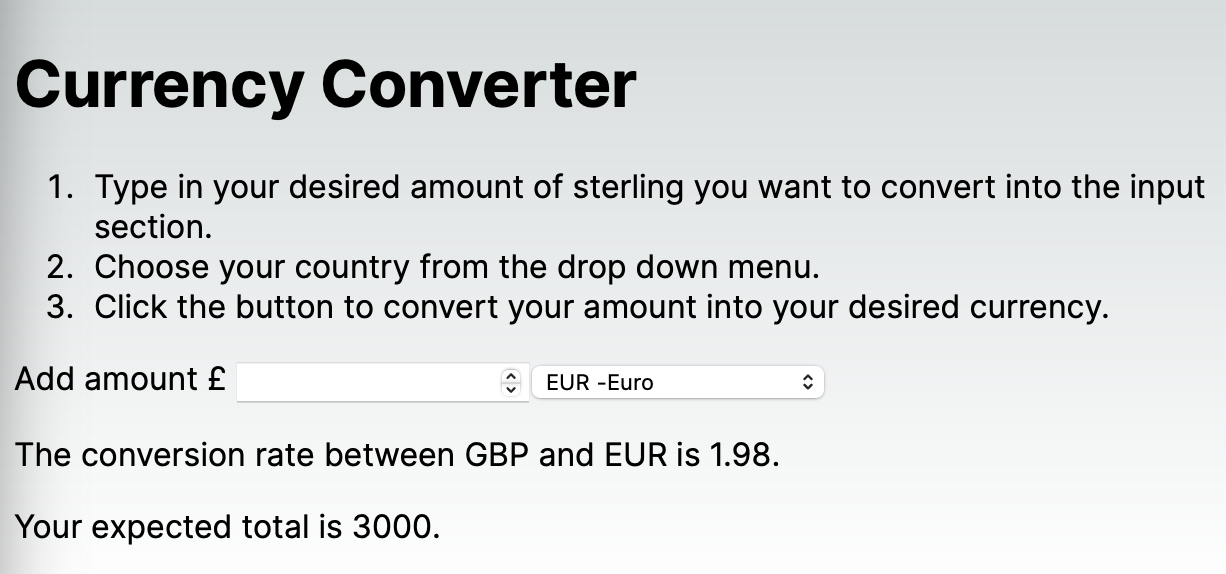 Currency Converter
1. Type in your desired amount of sterling you want to convert into the input
section.
2. Choose your country from the drop down menu.
3. Click the button to convert your amount into your desired currency.
Add amount £ EUR -Euro
The conversion rate between GBP and EUR is 1.98.
Your expected total is 3000.